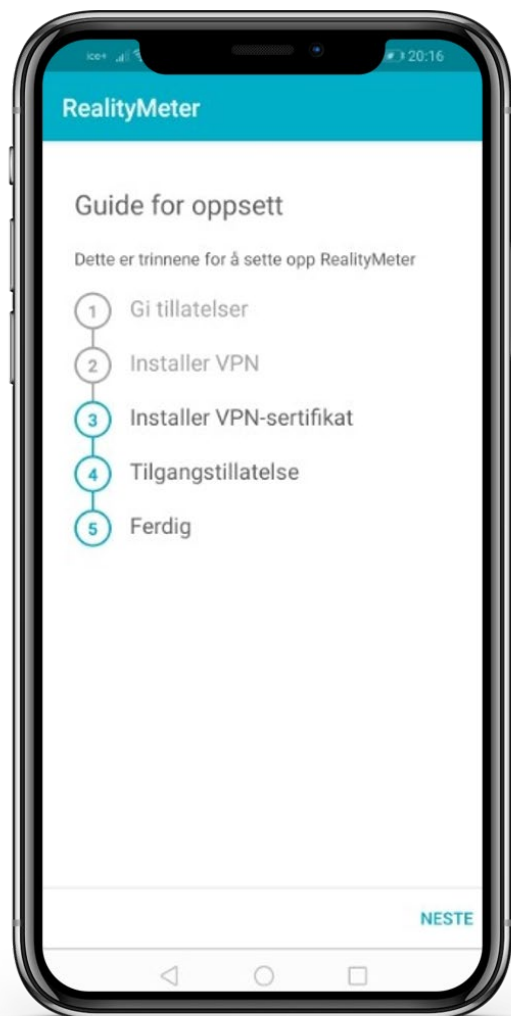 ice+ 20:16
RealityMeter
Guide for oppsett
Dette er trinnene for å sette opp RealityMeter
1 Gi tillatelser
2 Installer VPN
3 Installer VPN-sertifikat
4 Tilgangstillatelse
5 Ferdig
NESTE